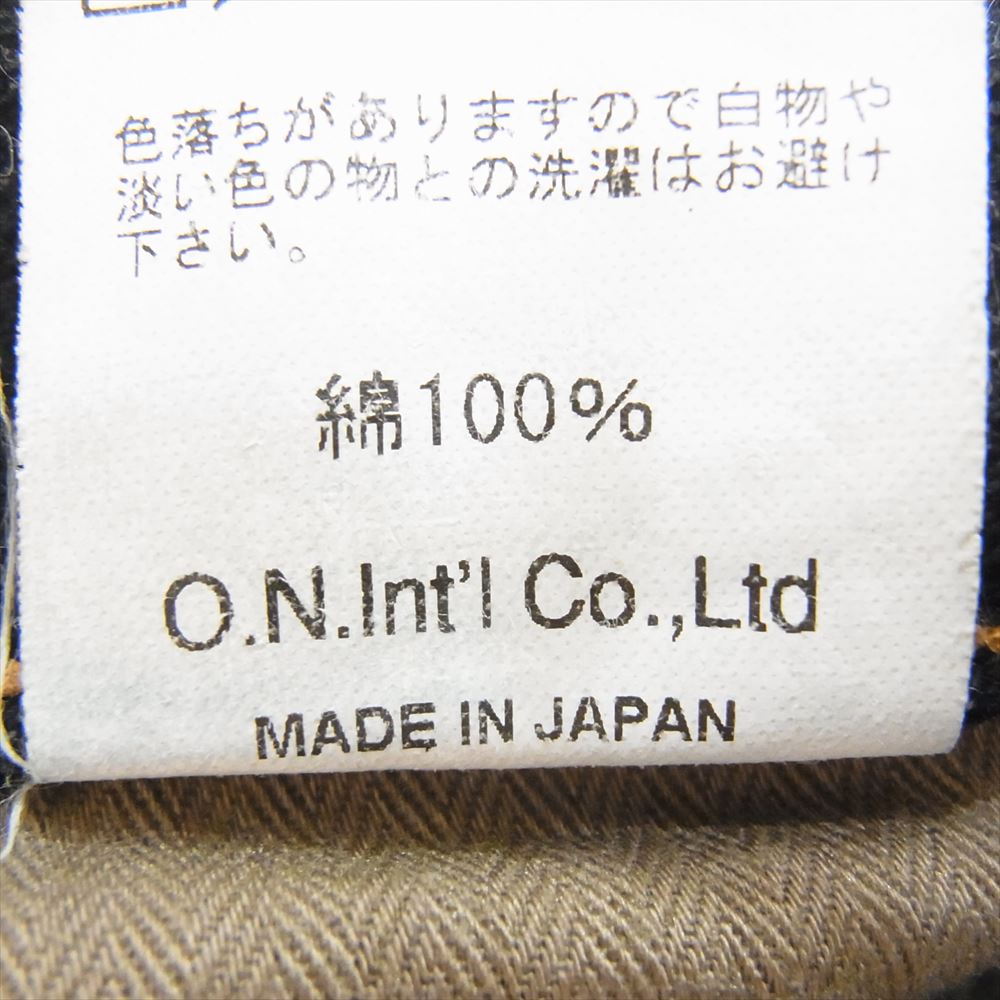 色落ちがありますので白物や
淡い色の物との洗濯はお避け
下さい。
綿100%
O.N.Int'l Co.,Ltd
MADE IN JAPAN